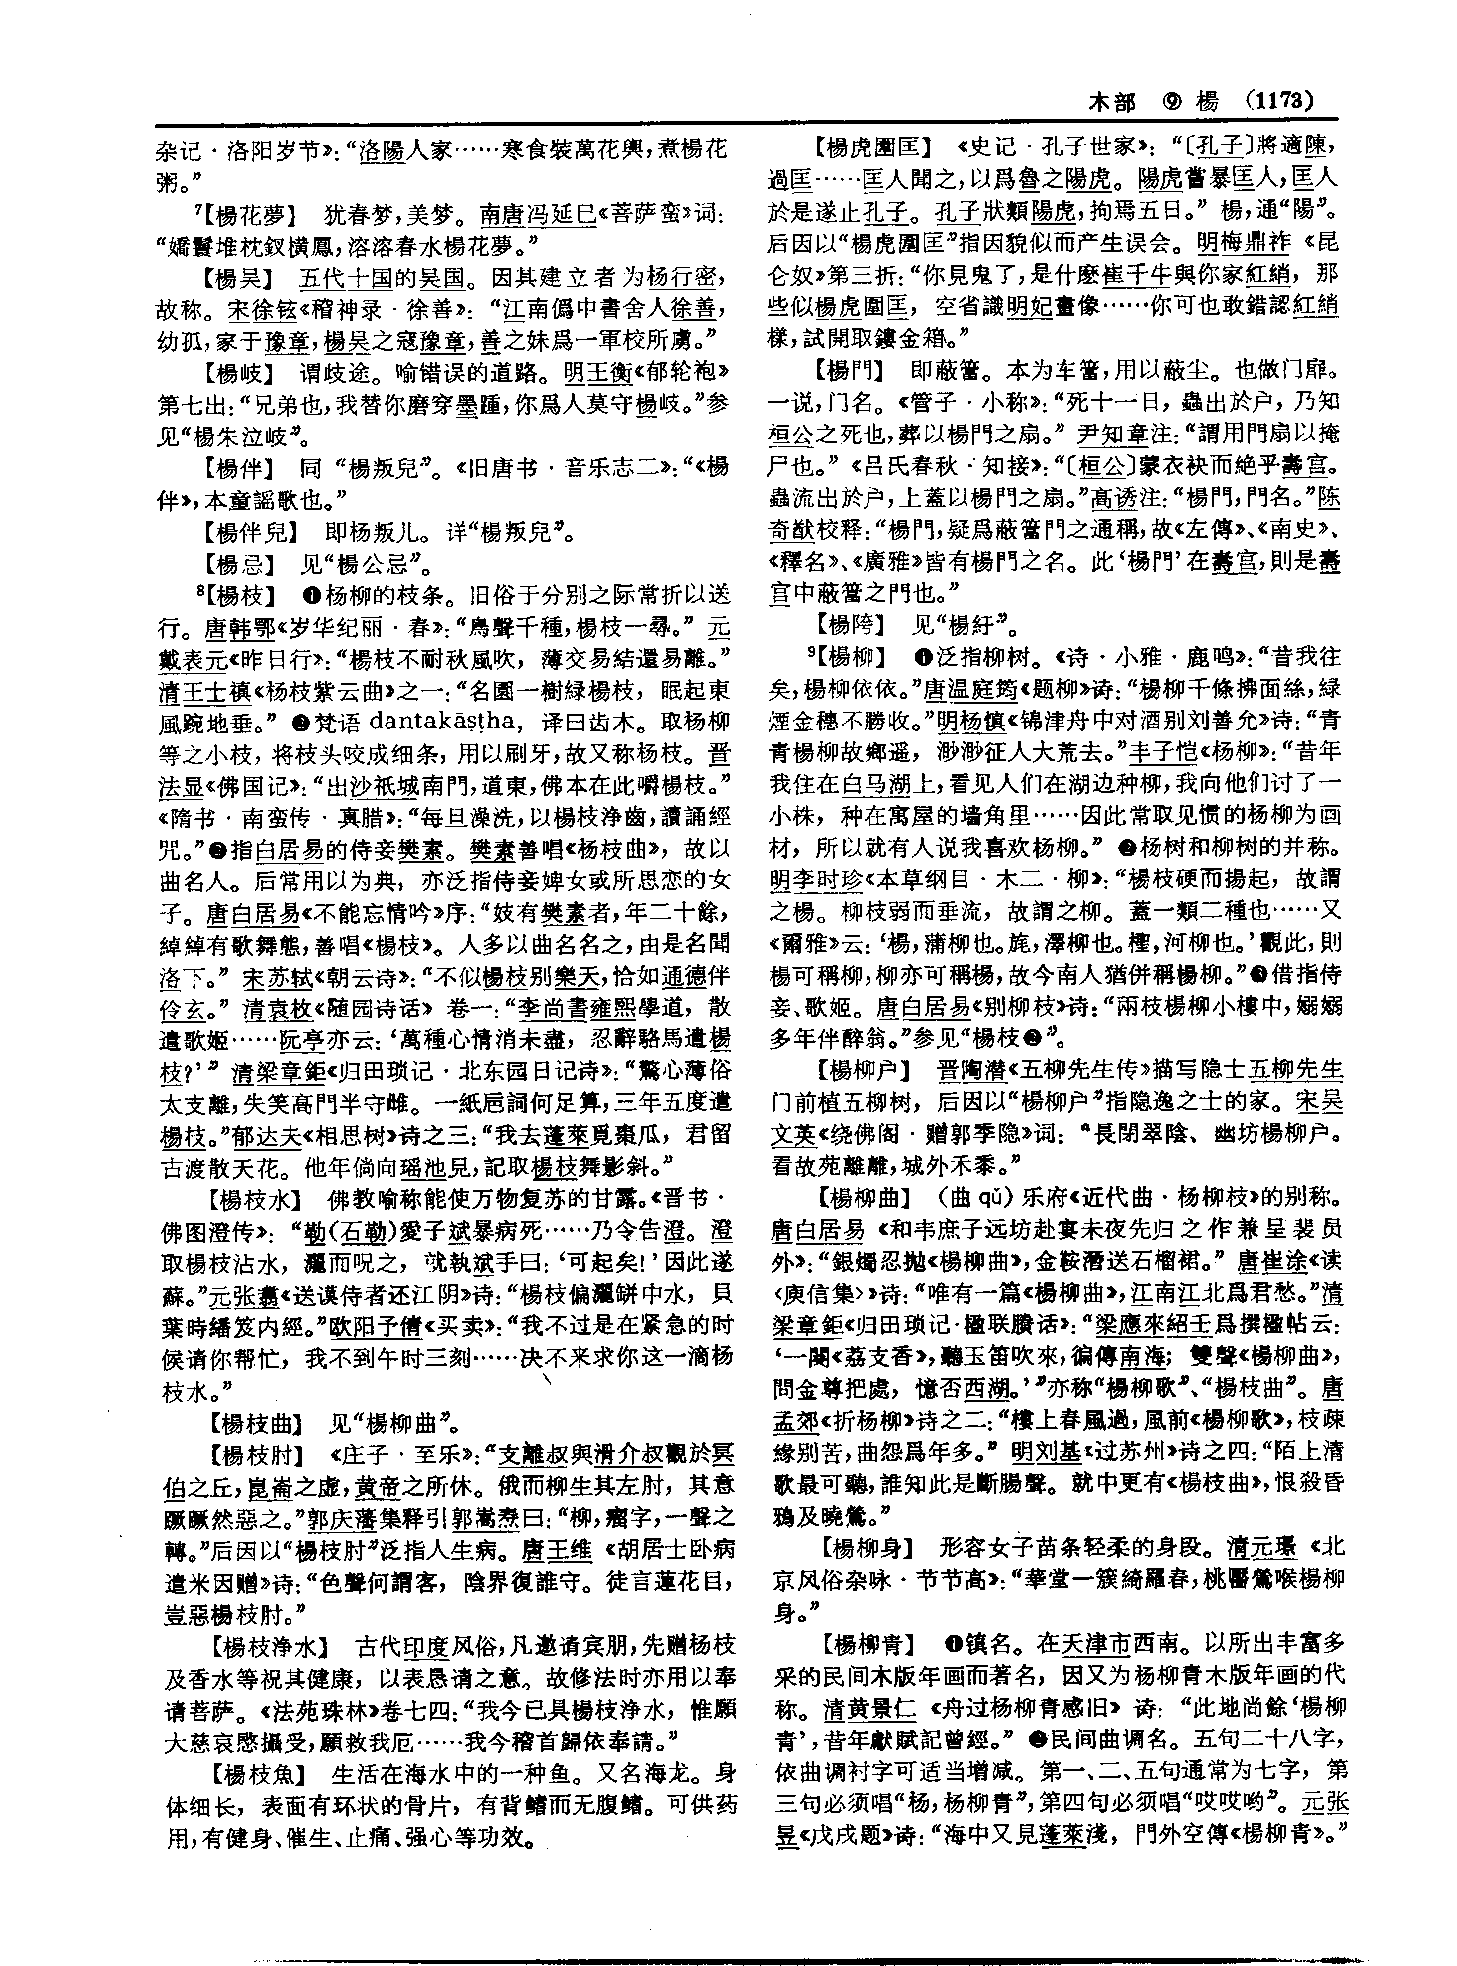 木部 ⑨ 楊 (1173)
杂记·洛阳岁节》：“洛陽人家……寒食裝萬花輿，煮楊花
粥。”
7【楊花夢】 犹春梦，美梦。南唐冯延巳《菩萨蛮》词：
“嬌鬟堆枕釵橫鳳，溶溶春水楊花夢。”
【楊吴】 五代十国的吴国。因其建立者为杨行密，
故称。宋徐铉《稽神录·徐善》：“江南僞中書舍人徐善，
幼孤，家于豫章，楊吴之寇豫章，善之妹爲一軍校所虜。”
【楊岐】 谓歧途。喻错误的道路。明王衡《郁轮袍》
第七出：“兄弟也，我替你磨穿墨踵，你爲人莫守楊岐。”参
见“楊朱泣岐”。
【楊伴】 同“楊叛兒”。《旧唐书·音乐志二》：“《楊
伴》，本童謡歌也。”
【楊伴兒】 即杨叛儿。详“楊叛兒”。
【楊忌】 见“楊公忌”。
8【楊枝】 ❶杨柳的枝条。旧俗于分别之际常折以送
行。唐韩鄂《岁华纪丽·春》：“鳥聲千種，楊枝一尋。”元
戴表元《昨日行》：“楊枝不耐秋風吹，薄交易結還易離。”
清王士禛《杨枝紫云曲》之一：“名園一樹緑楊枝，眠起東
風踠地垂。”❷梵语 dantakāṣṭha，译曰齿木。取杨柳
等之小枝，将枝头咬成细条，用以刷牙，故又称杨枝。晋
法显《佛国记》：“出沙祇城南門，道東，佛本在此嚼楊枝。”
《隋书·南蛮传·真腊》：“每旦澡洗，以楊枝浄齒，讀誦經
咒。”❸指白居易的侍妾樊素。樊素善唱《杨枝曲》，故以
曲名人。后常用以为典，亦泛指侍妾婢女或所思恋的女
子。唐白居易《不能忘情吟》序：“妓有樊素者，年二十餘，
綽綽有歌舞態，善唱《楊枝》。人多以曲名名之，由是名聞
洛下。”宋苏轼《朝云诗》：“不似楊枝别樂天，恰如通德伴
伶玄。”清袁枚《随园诗话》卷一：“李尚書雍熙學道，散
遣歌姬……阮亭亦云：‘萬種心情消未盡，忍辭駱馬遣楊
枝？’”清梁章鉅《归田琐记·北东园日记诗》：“驚心薄俗
太支離，失笑高門半守雌。一紙卮詞何足算，三年五度遣
楊枝。”郁达夫《相思树》诗之三：“我去蓬萊覓棗瓜，君留
古渡散天花。他年倘向瑶池見，記取楊枝舞影斜。”
【楊枝水】 佛教喻称能使万物复苏的甘露。《晋书·
佛图澄传》：“勒（石勒）愛子斌暴病死……乃令告澄。澄
取楊枝沾水，灑而呪之，就執斌手曰：‘可起矣！’因此遂
蘇。”元张翥《送谟侍者还江阴》诗：“楊枝偏灑缾中水，貝
葉時繙笈内經。”欧阳予倩《买卖》：“我不过是在紧急的时
候请你帮忙，我不到午时三刻……决不来求你这一滴杨
枝水。”
【楊枝曲】 见“楊柳曲”。
【楊枝肘】 《庄子·至乐》：“支離叔與滑介叔觀於冥
伯之丘，崑崙之虚，黄帝之所休。俄而柳生其左肘，其意
蹶蹶然惡之。”郭庆藩集释引郭嵩焘曰：“柳，瘤字，一聲之
轉。”后因以“楊枝肘”泛指人生病。唐王维《胡居士卧病
遣米因赠》诗：“色聲何謂客，陰界復誰守。徒言蓮花目，
豈惡楊枝肘。”
【楊枝浄水】 古代印度风俗，凡邀请宾朋，先赠杨枝
及香水等祝其健康，以表恳请之意。故修法时亦用以奉
请菩萨。《法苑珠林》卷七四：“我今已具楊枝浄水，惟願
大慈哀愍攝受，願救我厄……我今稽首歸依奉請。”
【楊枝魚】 生活在海水中的一种鱼。又名海龙。身
体细长，表面有环状的骨片，有背鳍而无腹鳍。可供药
用，有健身、催生、止痛、强心等功效。
【楊虎圍匡】 《史记·孔子世家》：“〔孔子〕將適陳，
過匡……匡人聞之，以爲魯之陽虎。陽虎嘗暴匡人，匡人
於是遂止孔子。孔子狀類陽虎，拘焉五日。”楊，通“陽”。
后因以“楊虎圍匡”指因貌似而产生误会。明梅鼎祚《昆
仑奴》第三折：“你見鬼了，是什麽崔千牛與你家紅綃，那
些似楊虎圍匡，空省識明妃畫像……你可也敢錯認紅綃
樣，試開取鏤金箱。”
【楊門】 即蔽簹。本为车簹，用以蔽尘。也做门扉。
一说，门名。《管子·小称》：“死十一日，蟲出於户，乃知
桓公之死也，葬以楊門之扇。”尹知章注：“謂用門扇以掩
尸也。”《吕氏春秋·知接》：“〔桓公〕蒙衣袂而絶乎壽宫。
蟲流出於户，上蓋以楊門之扇。”高诱注：“楊門，門名。”陈
奇猷校释：“楊門，疑爲蔽簹門之通稱，故《左傳》、《南史》、
《釋名》、《廣雅》皆有楊門之名。此‘楊門’在壽宫，則是壽
宫中蔽簹之門也。”
【楊胯】 见“楊紆”。
9【楊柳】 ❶泛指柳树。《诗·小雅·鹿鸣》：“昔我往
矣，楊柳依依。”唐温庭筠《题柳》诗：“楊柳千條拂面絲，緑
煙金穗不勝收。”明杨慎《锦津舟中对酒别刘善允》诗：“青
青楊柳故鄉遥，渺渺征人大荒去。”丰子恺《杨柳》：“昔年
我住在白马湖上，看见人们在湖边种柳，我向他们讨了一
小株，种在寓屋的墙角里……因此常取见惯的杨柳为画
材，所以就有人说我喜欢杨柳。”❷杨树和柳树的并称。
明李时珍《本草纲目·木二·柳》：“楊枝硬而揚起，故謂
之楊。柳枝弱而垂流，故謂之柳。蓋一類二種也……又
《爾雅》云：‘楊，蒲柳也。旄，澤柳也。檉，河柳也。’觀此，則
楊可稱柳，柳亦可稱楊，故今南人猶併稱楊柳。”❸借指侍
妾、歌姬。唐白居易《别柳枝》诗：“兩枝楊柳小樓中，嫋嫋
多年伴醉翁。”参见“楊枝❸”。
【楊柳户】 晋陶潜《五柳先生传》描写隐士五柳先生
门前植五柳树，后因以“楊柳户”指隐逸之士的家。宋吴
文英《绕佛阁·赠郭季隐》词：“長閉翠陰、幽坊楊柳户。
看故苑離離，城外禾黍。”
【楊柳曲】 （曲 qǔ）乐府《近代曲·杨柳枝》的别称。
唐白居易《和韦庶子远坊赴宴未夜先归之作兼呈裴员
外》：“銀燭忍抛《楊柳曲》，金鞍潛送石榴裙。”唐崔涂《读
〈庾信集〉》诗：“唯有一篇《楊柳曲》，江南江北爲君愁。”清
梁章鉅《归田琐记·楹联賸话》：“梁應來紹壬爲撰楹帖云：
‘一闋《荔支香》，聽玉笛吹來，徧傳南海；雙聲《楊柳曲》，
問金尊把處，憶否西湖。’”亦称“楊柳歌”、“楊枝曲”。唐
孟郊《折杨柳》诗之二：“樓上春風過，風前《楊柳歌》，枝疎
緣别苦，曲怨爲年多。”明刘基《过苏州》诗之四：“陌上清
歌最可聽，誰知此是斷腸聲。就中更有《楊枝曲》，恨殺昏
鴉及曉鶯。”
【楊柳身】 形容女子苗条轻柔的身段。清元璟《北
京风俗杂咏·节节高》：“華堂一簇綺羅春，桃靨鶯喉楊柳
身。”
【楊柳青】 ❶镇名。在天津市西南。以所出丰富多
采的民间木版年画而著名，因又为杨柳青木版年画的代
称。清黄景仁《舟过杨柳青感旧》诗：“此地尚餘‘楊柳
青’，昔年獻賦記曾經。”❷民间曲调名。五句二十八字，
依曲调衬字可适当增减。第一、二、五句通常为七字，第
三句必须唱“杨，杨柳青”，第四句必须唱“哎哎哟”。元张
昱《戊戌题》诗：“海中又見蓬萊淺，門外空傳《楊柳青》。”